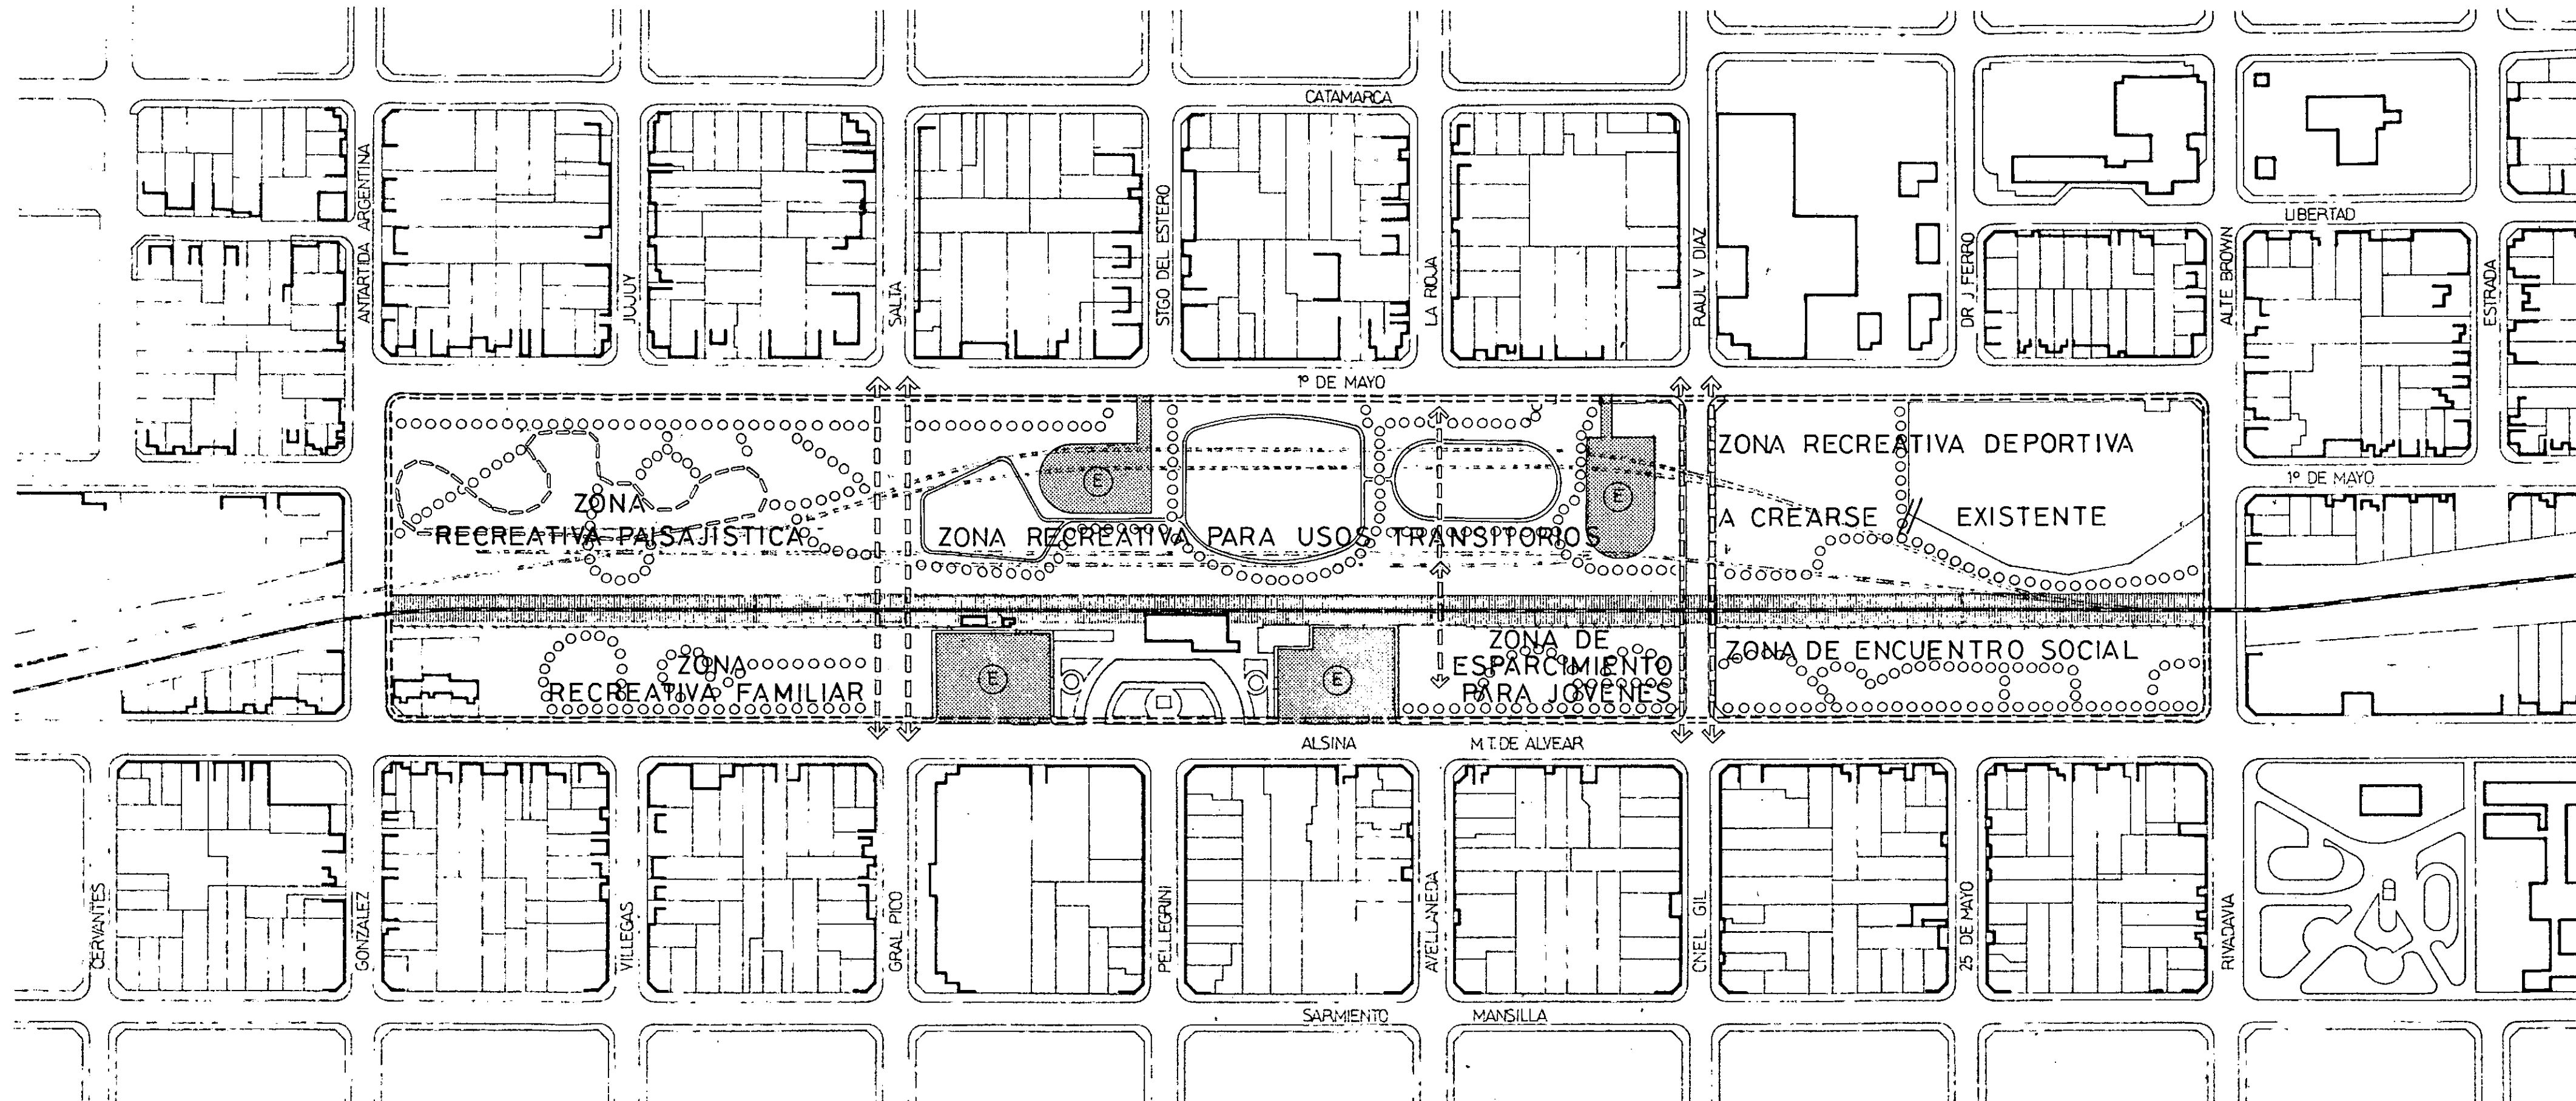 CATAMARCA
LIBERTAD
ANTARTIDA ARGENTINA
JUJUY
SALTA
STGO DEL ESTERO
LA RIOJA
RAUL V DIAZ
DR J FERRO
ALTE BROWN
ESTRADA
1º DE MAYO
1º DE MAYO
ZONA
RECREATIVA PAISAJISTICA
E
ZONA RECREATIVA PARA USOS TRANSITORIOS
E
ZONA RECREATIVA DEPORTIVA
A CREARSE / EXISTENTE
ZONA
RECREATIVA FAMILIAR
E
E
ZONA DE
ESPARCIMIENTO
PARA JOVENES
ZONA DE ENCUENTRO SOCIAL
ALSINA
M.T. DE ALVEAR
CERVANTES
GONZALEZ
VILLEGAS
GRAL PICO
PELLEGRINI
AVELLANEDA
CNEL GIL
25 DE MAYO
RIVADAVIA
SARMIENTO
MANSILLA